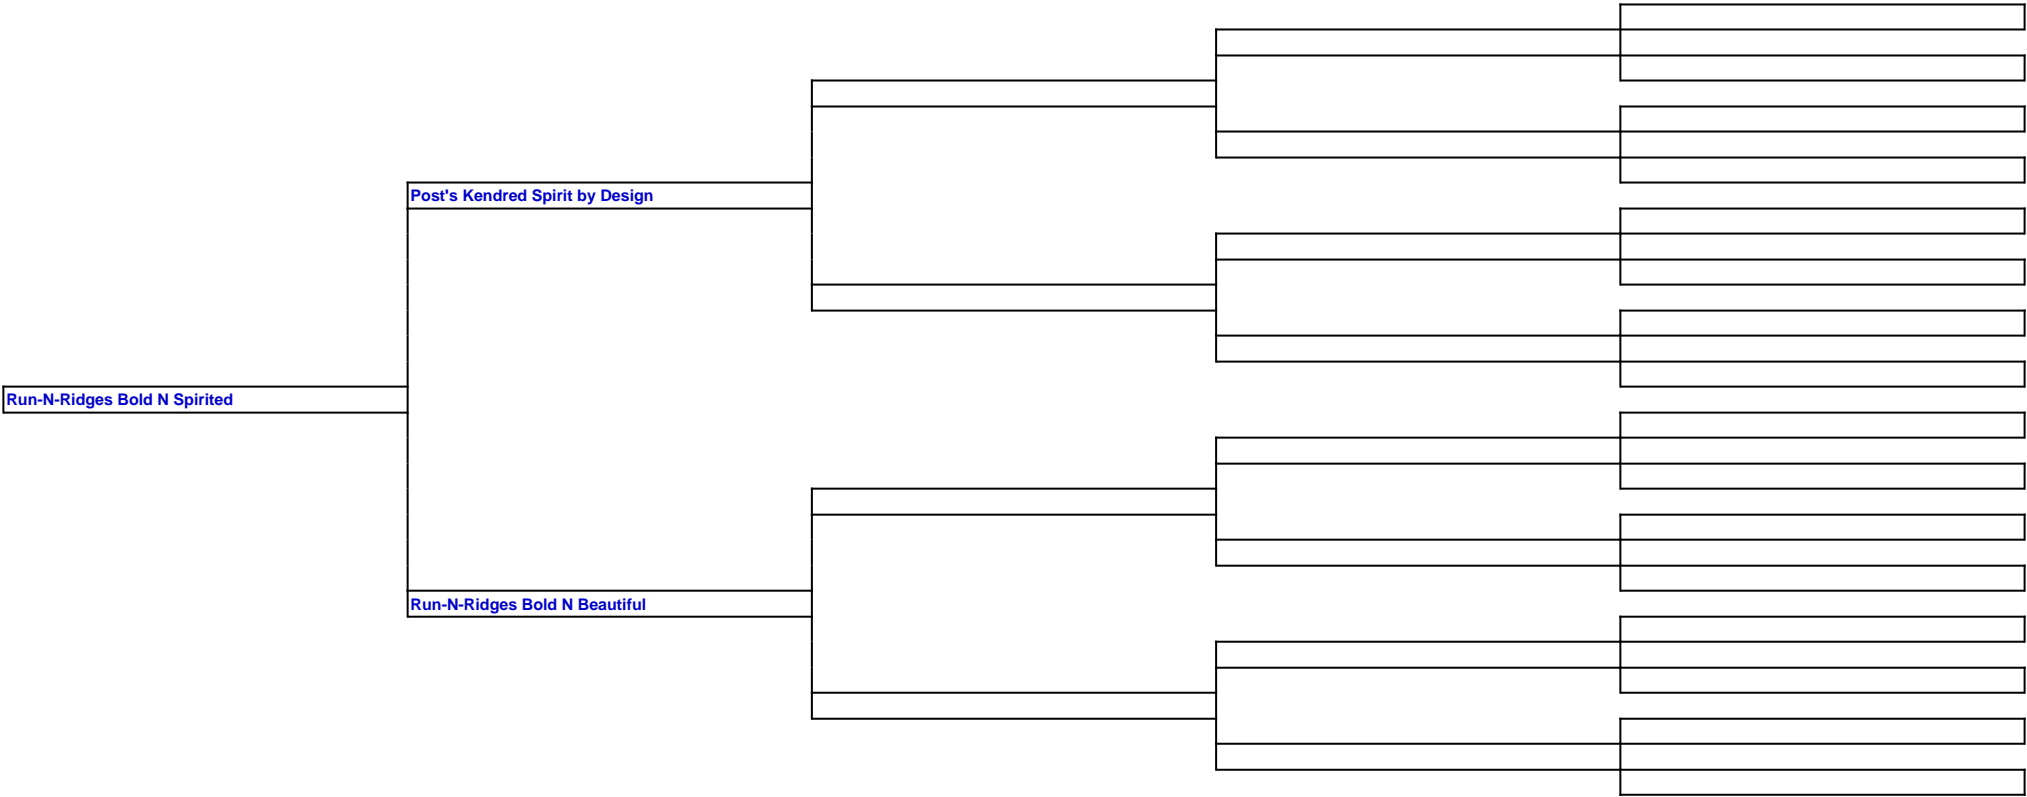 Post's Kendred Spirit by Design
Run-N-Ridges Bold N Spirited
Run-N-Ridges Bold N Beautiful